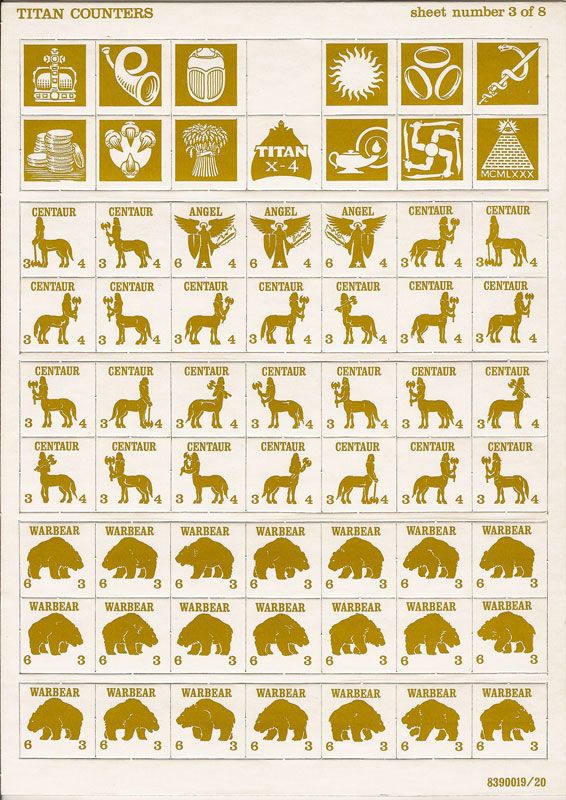 TITAN COUNTERS sheet number 3 of 8
TITAN
X-4
MCMLXXX
CENTAUR CENTAUR ANGEL ANGEL ANGEL CENTAUR CENTAUR
3 4 3 4 6 4 6 4 6 4 3 4 3 4
CENTAUR CENTAUR CENTAUR CENTAUR CENTAUR CENTAUR CENTAUR
3 4 3 4 3 4 3 4 3 4 3 4 3 4
CENTAUR CENTAUR CENTAUR CENTAUR CENTAUR CENTAUR CENTAUR
3 4 3 4 3 4 3 4 3 4 3 4 3 4
CENTAUR CENTAUR CENTAUR CENTAUR CENTAUR CENTAUR CENTAUR
3 4 3 4 3 4 3 4 3 4 3 4 3 4
WARBEAR WARBEAR WARBEAR WARBEAR WARBEAR WARBEAR WARBEAR
6 3 6 3 6 3 6 3 6 3 6 3 6 3
WARBEAR WARBEAR WARBEAR WARBEAR WARBEAR WARBEAR WARBEAR
6 3 6 3 6 3 6 3 6 3 6 3 6 3
WARBEAR WARBEAR WARBEAR WARBEAR WARBEAR WARBEAR WARBEAR
6 3 6 3 6 3 6 3 6 3 6 3 6 3
8390019/20